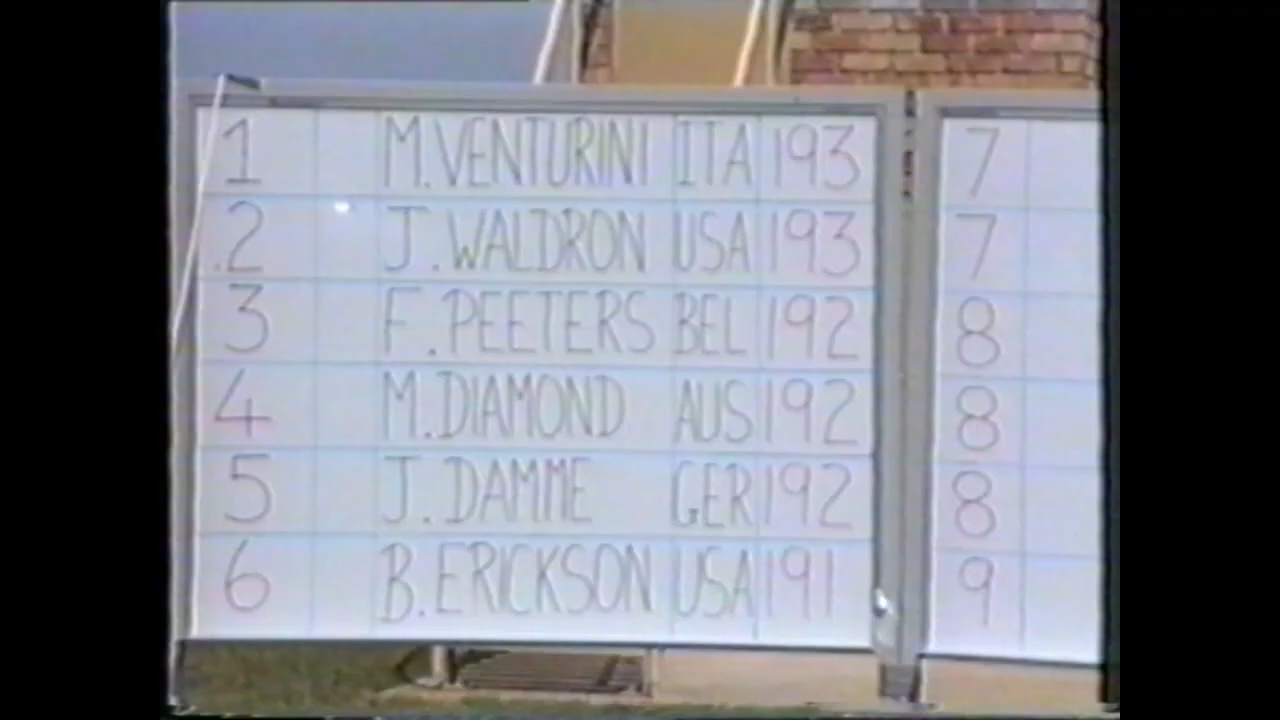 1 M.VENTURINI ITA 193 7
2 J.WALDRON USA 193 7
3 F.PEETERS BEL 192 8
4 M.DIAMOND AUS 192 8
5 J.DAMME GER 192 8
6 B.ERICKSON USA 191 9